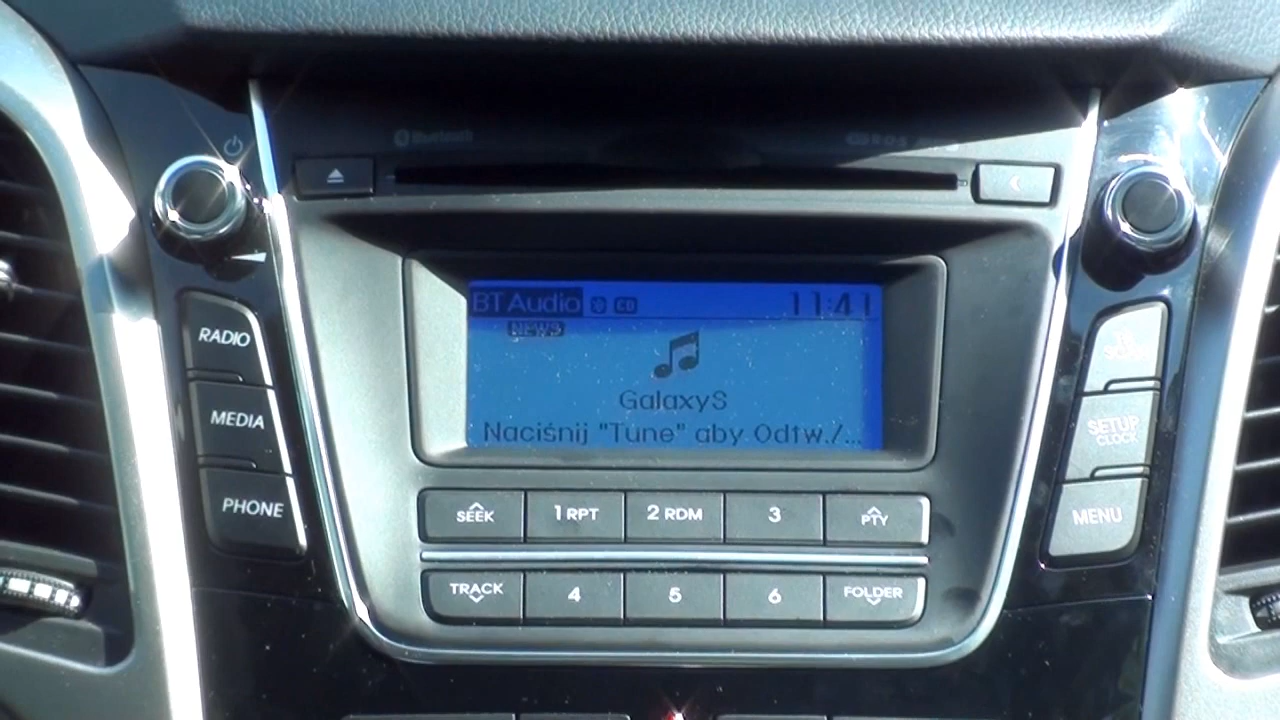 Bluetooth
BT Audio CD 11:41
NEWS
GalaxyS
Naciśnij "Tune" aby Odtw./...
RADIO
MEDIA
PHONE
SETUP
CLOCK
MENU
SEEK 1 RPT 2 RDM 3 PTY
TRACK 4 5 6 FOLDER